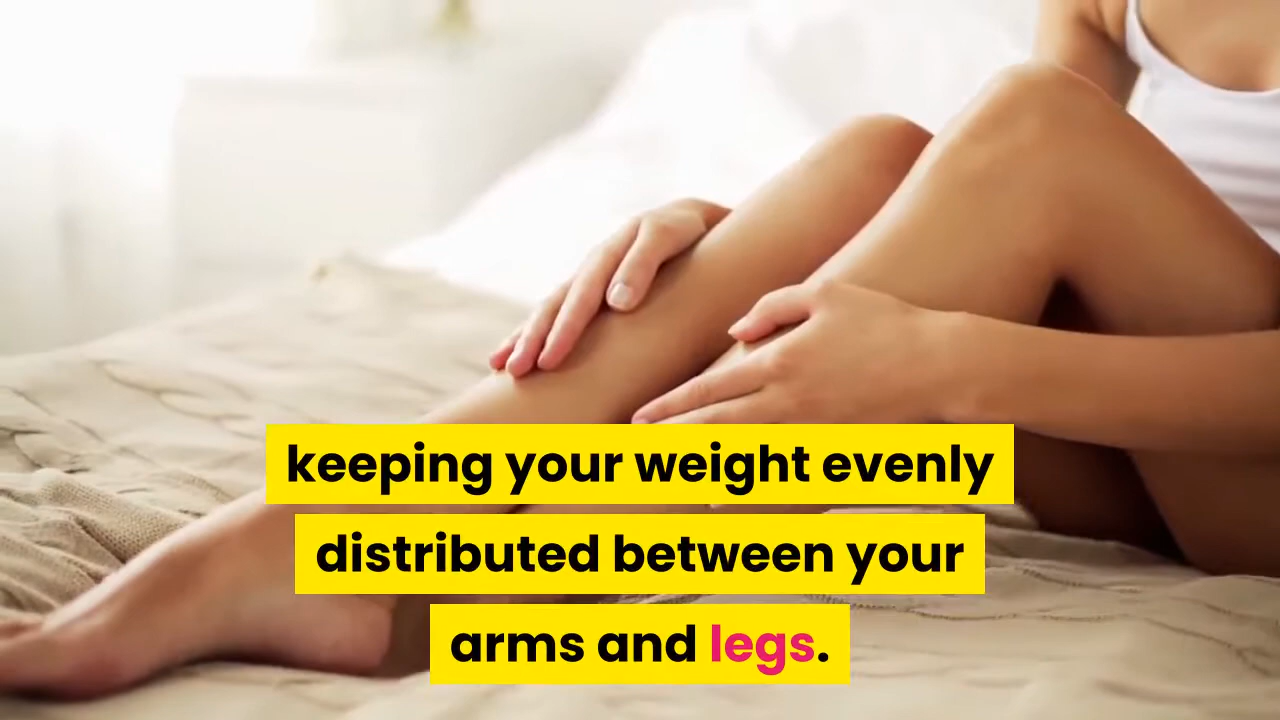 keeping your weight evenly
distributed between your
arms and legs.